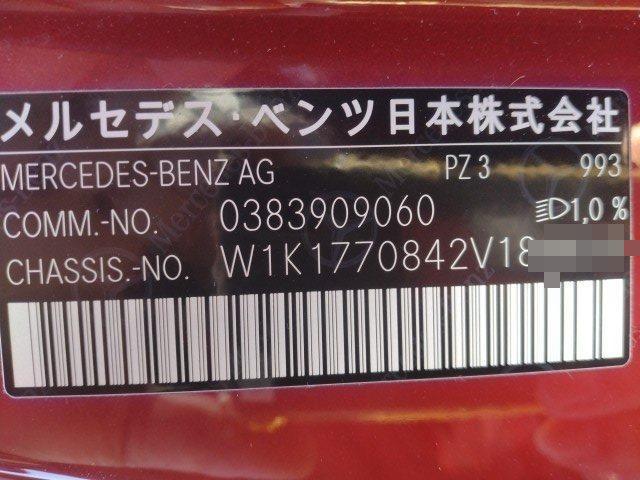 メルセデス・ベンツ日本株式会社
MERCEDES-BENZ AG PZ 3 993
COMM.-NO. 0383909060 1,0 %
CHASSIS.-NO. W1K1770842V18